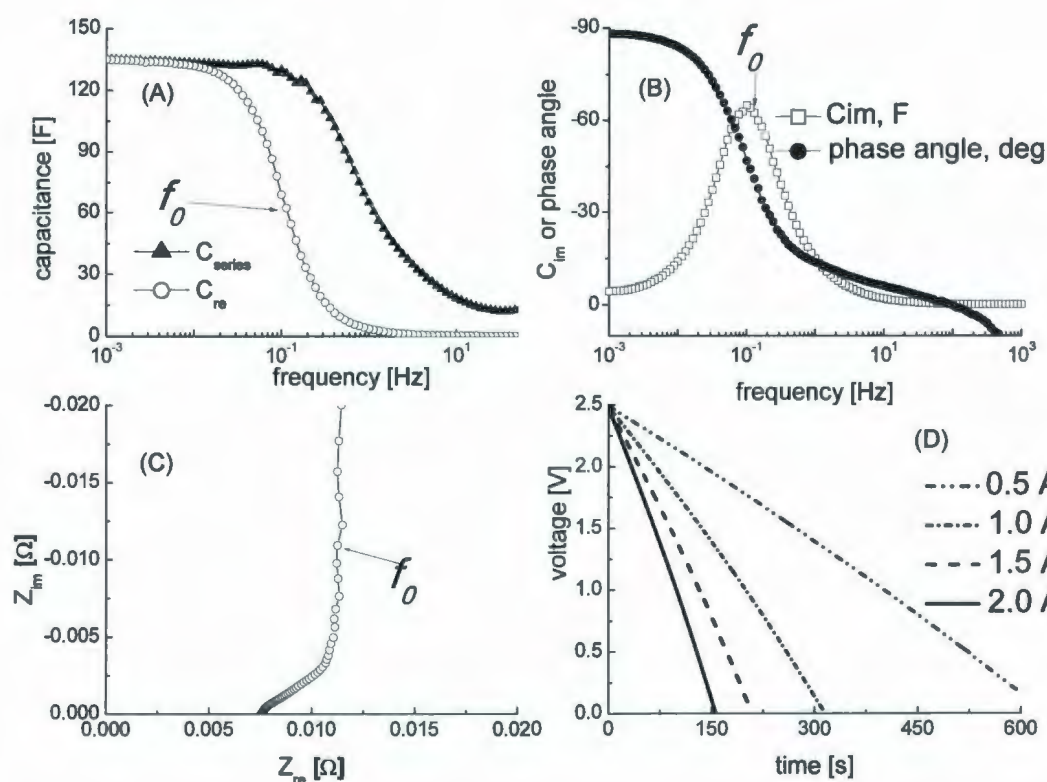 150
120
90
60
30
0
capacitance [F]
(A)
f0
Cseries
Cre
10-3
10-1
101
frequency [Hz]
-90
-60
-30
0
Cim or phase angle
(B)
f0
Cim, F
phase angle, deg
10-3
10-1
101
103
frequency [Hz]
-0.020
-0.015
-0.010
-0.005
0.000
Zim [Ω]
(C)
f0
0.000
0.005
0.010
0.015
0.020
Zre [Ω]
2.5
2.0
1.5
1.0
0.5
0.0
voltage [V]
(D)
0.5 A
1.0 A
1.5 A
2.0 A
0
150
300
450
600
time [s]